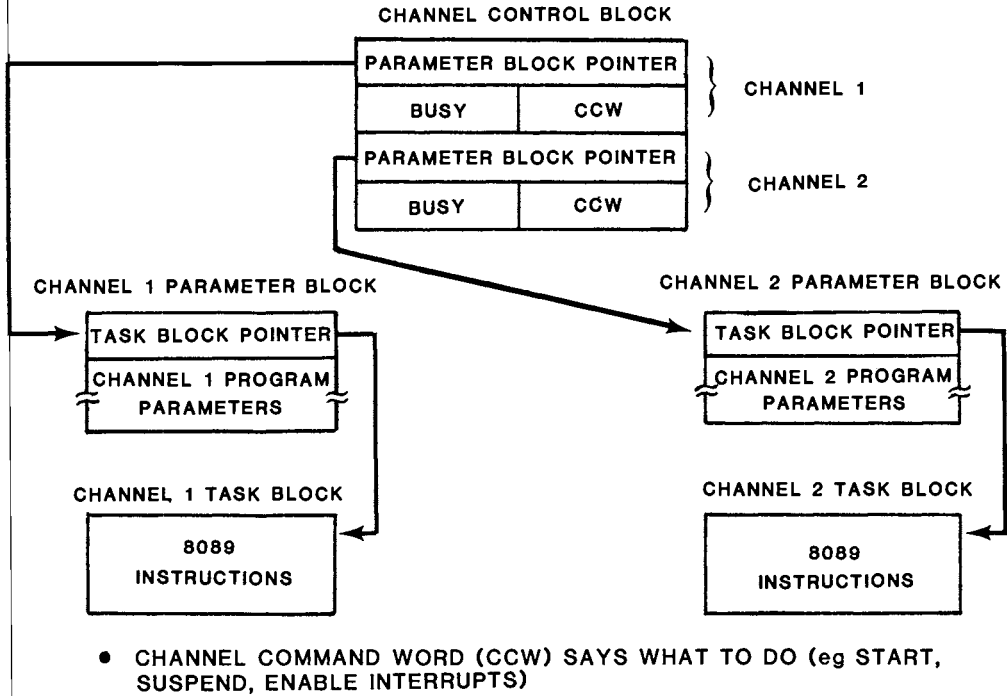 CHANNEL CONTROL BLOCK
PARAMETER BLOCK POINTER
BUSY
CCW
CHANNEL 1
PARAMETER BLOCK POINTER
BUSY
CCW
CHANNEL 2
CHANNEL 1 PARAMETER BLOCK
TASK BLOCK POINTER
CHANNEL 1 PROGRAM
PARAMETERS
CHANNEL 2 PARAMETER BLOCK
TASK BLOCK POINTER
CHANNEL 2 PROGRAM
PARAMETERS
CHANNEL 1 TASK BLOCK
8089
INSTRUCTIONS
CHANNEL 2 TASK BLOCK
8089
INSTRUCTIONS
● CHANNEL COMMAND WORD (CCW) SAYS WHAT TO DO (eg START,
SUSPEND, ENABLE INTERRUPTS)